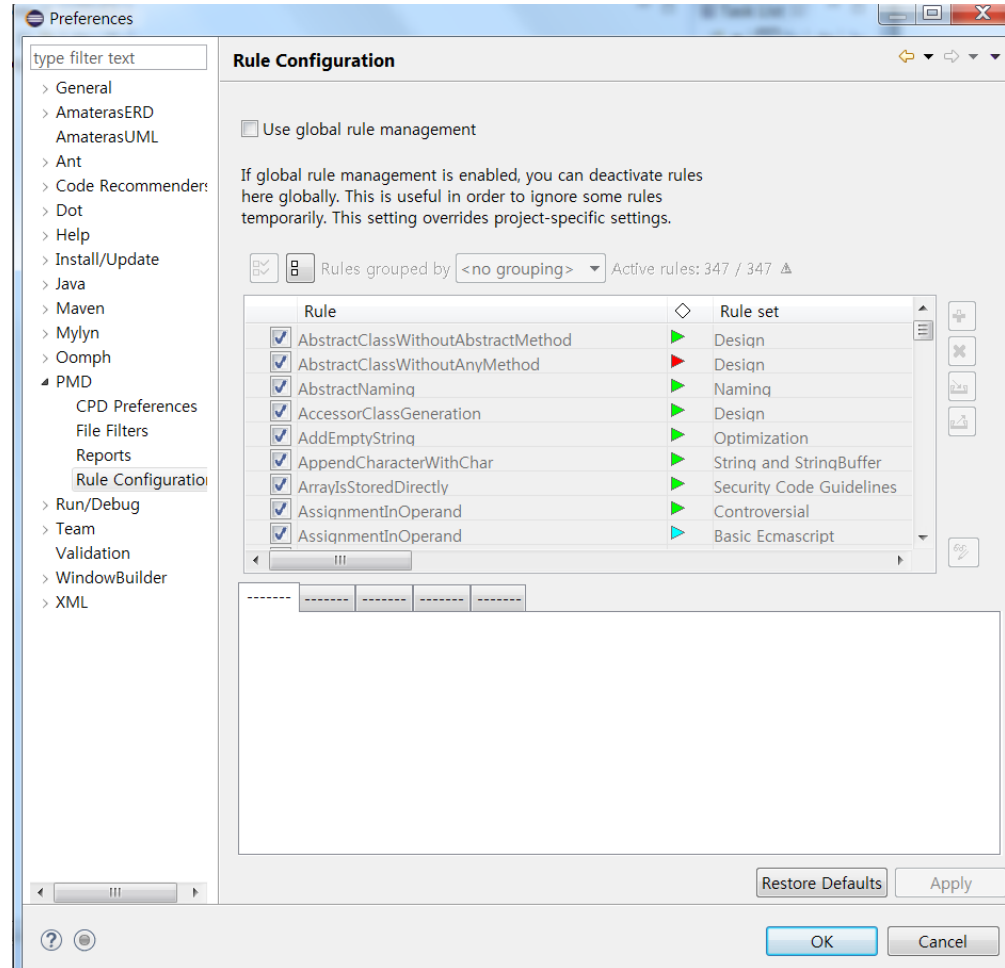 Preferences
type filter text
General
AmaterasERD
AmaterasUML
Ant
Code Recommenders
Dot
Help
Install/Update
Java
Maven
Mylyn
Oomph
PMD
CPD Preferences
File Filters
Reports
Rule Configuration
Run/Debug
Team
Validation
WindowBuilder
XML
Rule Configuration
Use global rule management
If global rule management is enabled, you can deactivate rules
here globally. This is useful in order to ignore some rules
temporarily. This setting overrides project-specific settings.
Rules grouped by <no grouping> Active rules: 347 / 347
Rule Rule set
AbstractClassWithoutAbstractMethod Design
AbstractClassWithoutAnyMethod Design
AbstractNaming Naming
AccessorClassGeneration Design
AddEmptyString Optimization
AppendCharacterWithChar String and StringBuffer
ArrayIsStoredDirectly Security Code Guidelines
AssignmentInOperand Controversial
AssignmentInOperand Basic Ecmascript
------- ------- ------- ------- -------
Restore Defaults Apply
OK Cancel